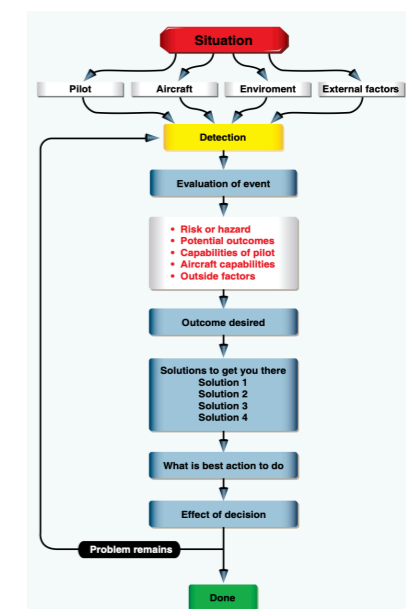 Situation
Pilot
Aircraft
Enviroment
External factors
Detection
Evaluation of event
• Risk or hazard
• Potential outcomes
• Capabilities of pilot
• Aircraft capabilities
• Outside factors
Outcome desired
Solutions to get you there
Solution 1
Solution 2
Solution 3
Solution 4
What is best action to do
Effect of decision
Problem remains
Done